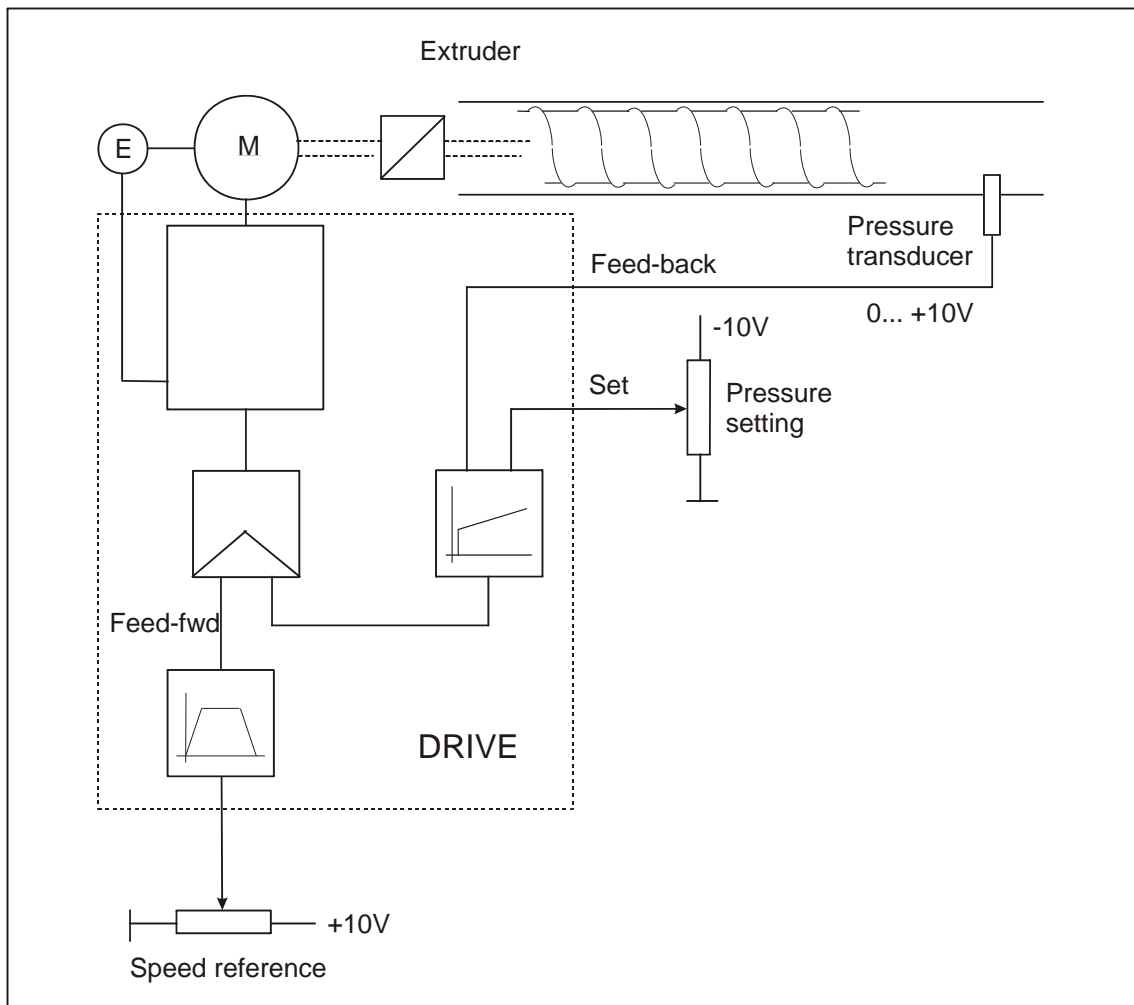 Extruder
E
M
Pressure
transducer
Feed-back
0... +10V
-10V
Set
Pressure
setting
Feed-fwd
DRIVE
+10V
Speed reference